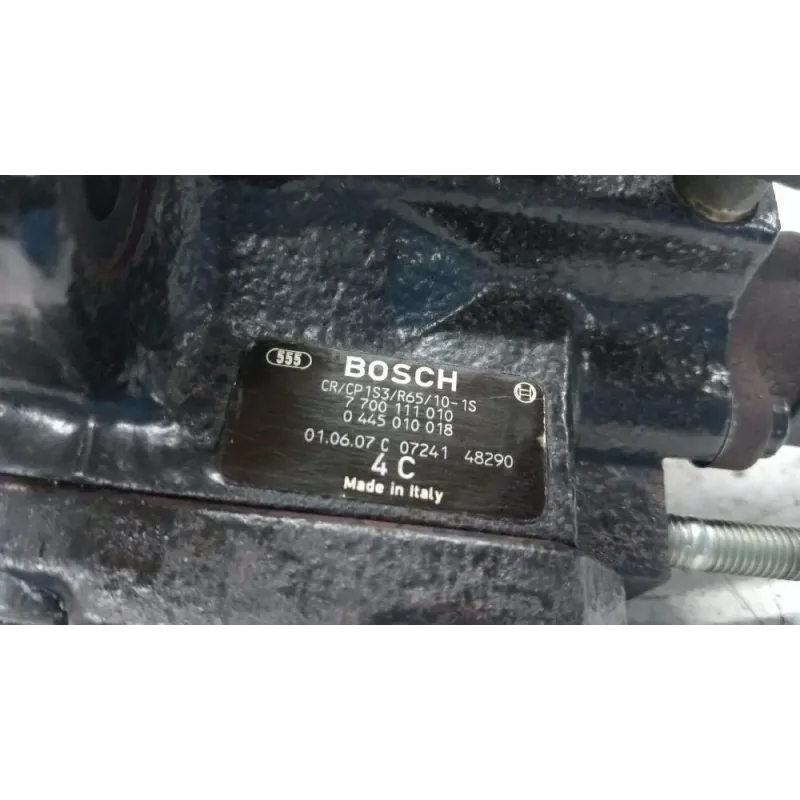 555 BOSCH
CR/CP1S3/R65/10-1S
7 700 111 010
0 445 010 018
01.06.07 C 07241 48290
4 C
Made in Italy